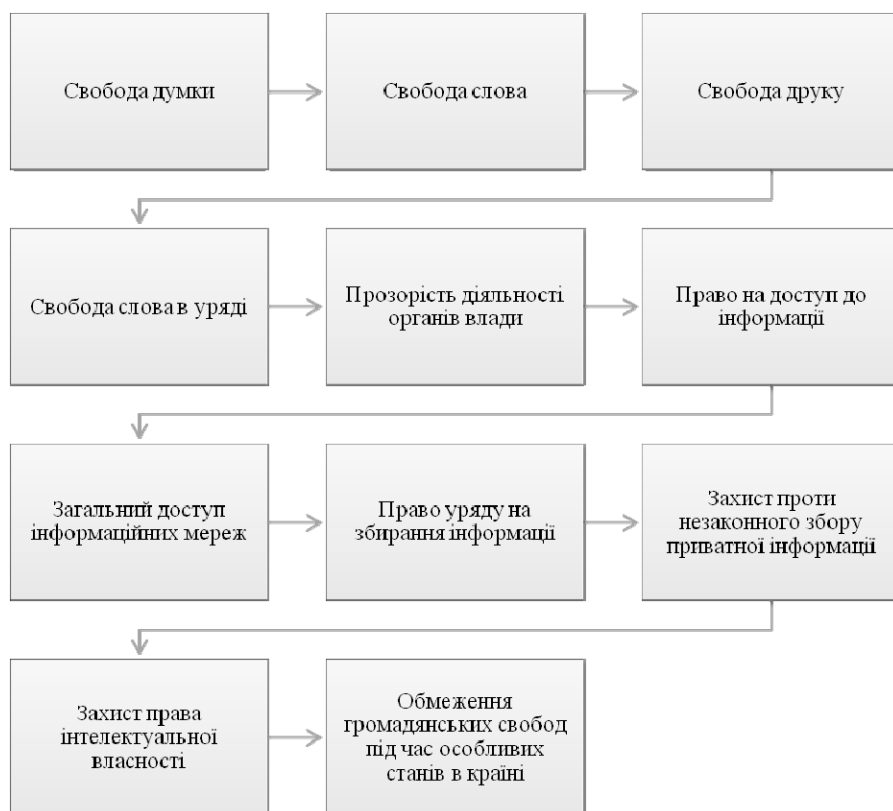 Свобода думки
Свобода слова
Свобода друку
Свобода слова в уряді
Прозорість діяльності
органів влади
Право на доступ до
інформації
Загальний доступ
інформаційних мереж
Право уряду на
збирання інформації
Захист проти
незаконного збору
приватної інформації
Захист права
інтелектуальної
власності
Обмеження
громадянських свобод
під час особливих
станів в країні